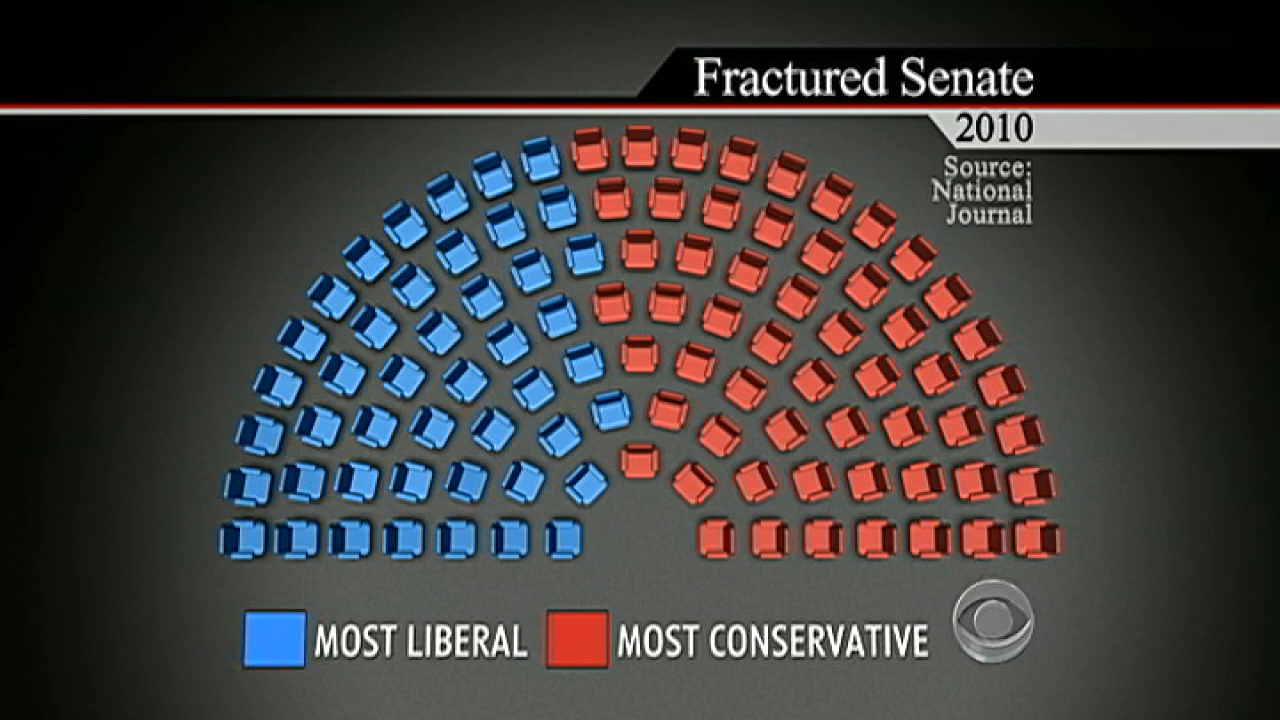 Fractured Senate
2010
Source:
National
Journal
MOST LIBERAL
MOST CONSERVATIVE